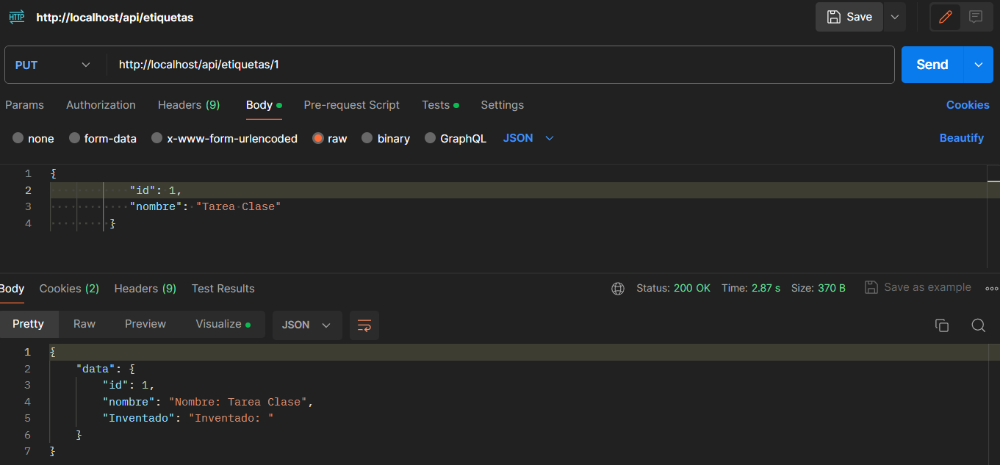 HTTP http://localhost/api/etiquetas Save
PUT http://localhost/api/etiquetas/1 Send
Params Authorization Headers (9) Body Pre-request Script Tests Settings Cookies
none form-data x-www-form-urlencoded raw binary GraphQL JSON Beautify
1 {
2 "id": 1,
3 "nombre": "Tarea Clase"
4 }
Body Cookies (2) Headers (9) Test Results Status: 200 OK Time: 2.87 s Size: 370 B Save as example
Pretty Raw Preview Visualize JSON
1 {
2 "data": {
3 "id": 1,
4 "nombre": "Nombre: Tarea Clase",
5 "Inventado": "Inventado: "
6 }
7 }